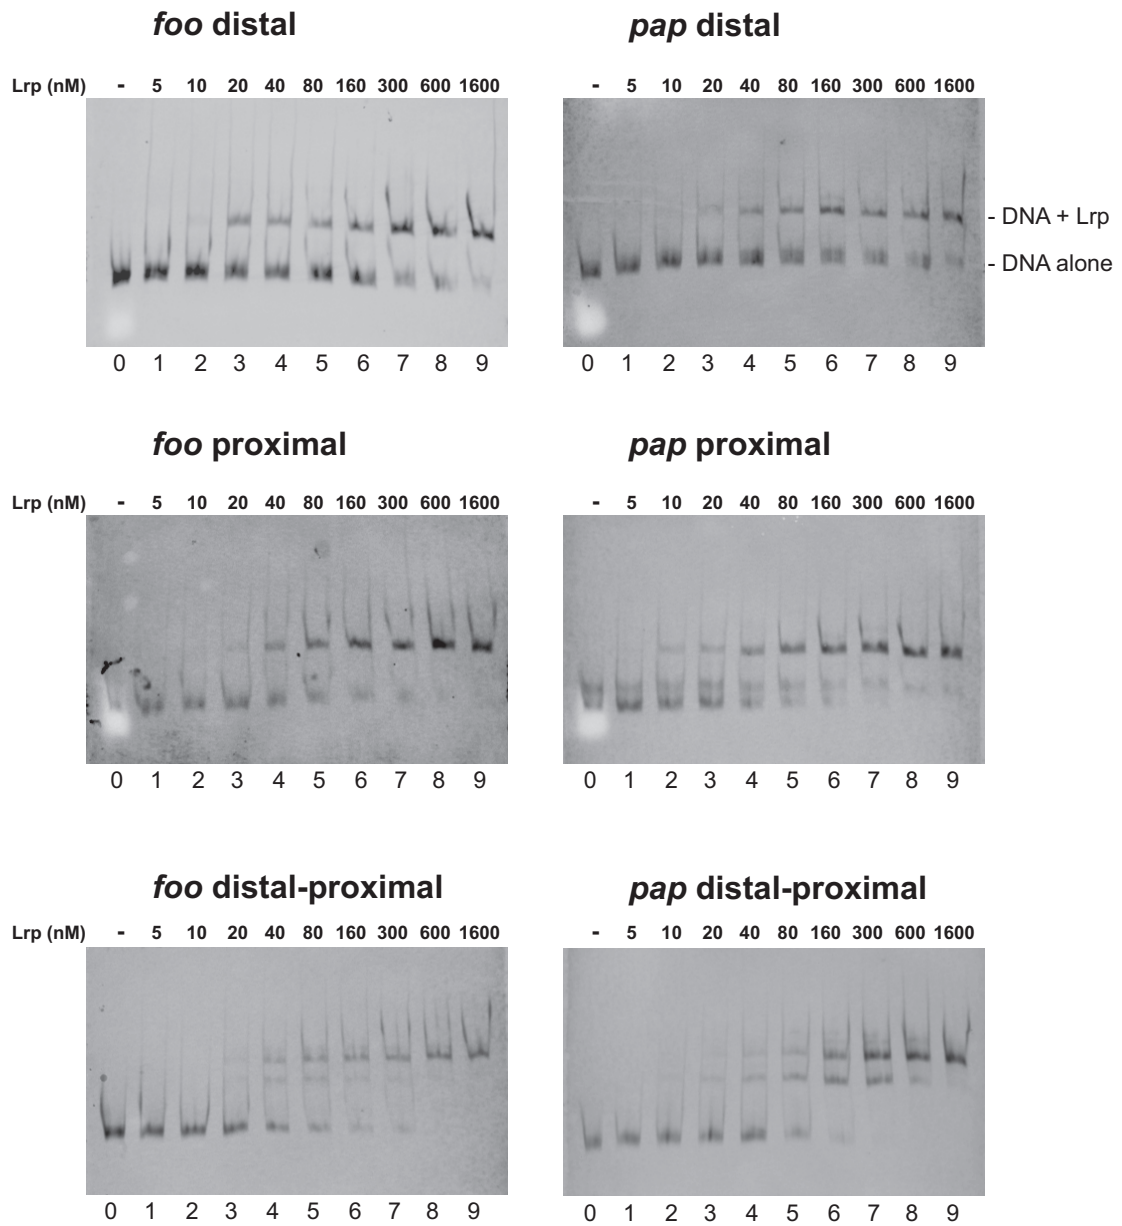 foo distal
pap distal
Lrp (nM) - 5 10 20 40 80 160 300 600 1600
- 5 10 20 40 80 160 300 600 1600
- DNA + Lrp
- DNA alone
0 1 2 3 4 5 6 7 8 9
0 1 2 3 4 5 6 7 8 9
foo proximal
pap proximal
Lrp (nM) - 5 10 20 40 80 160 300 600 1600
- 5 10 20 40 80 160 300 600 1600
0 1 2 3 4 5 6 7 8 9
0 1 2 3 4 5 6 7 8 9
foo distal-proximal
pap distal-proximal
Lrp (nM) - 5 10 20 40 80 160 300 600 1600
- 5 10 20 40 80 160 300 600 1600
0 1 2 3 4 5 6 7 8 9
0 1 2 3 4 5 6 7 8 9